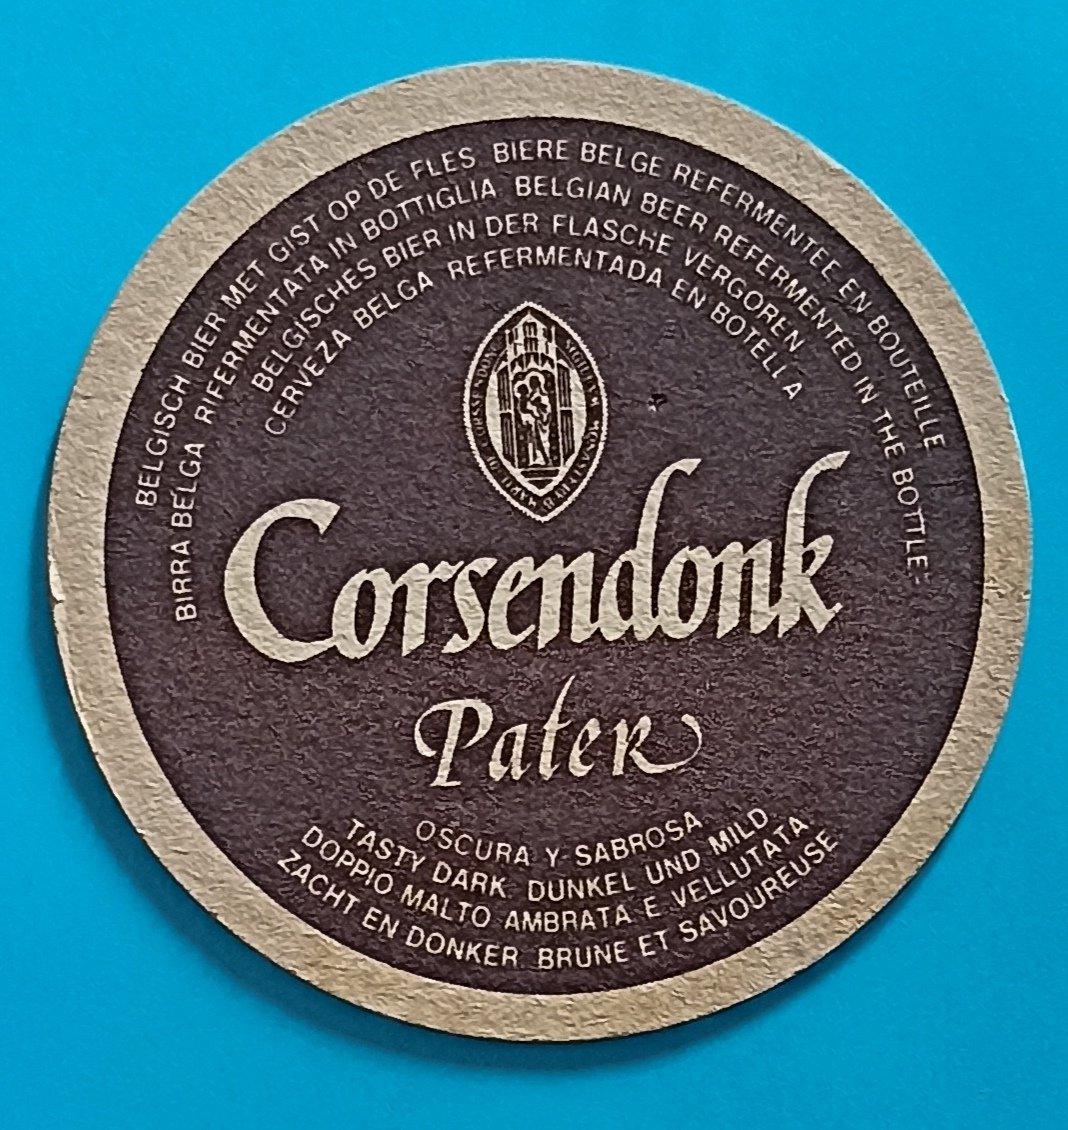 BELGISCH BIER MET GIST OP DE FLES. BIERE BELGE REFERMENTEE EN BOUTEILLE
BIRRA BELGA RIFERMENTATA IN BOTTIGLIA BELGIAN BEER REFERMENTED IN THE BOTTLE
BELGISCHES BIER IN DER FLASCHE VERGOREN
CERVEZA BELGA REFERMENTADA EN BOTELLA
Corsendonk
Pater
OSCURA Y SABROSA
TASTY DARK. DUNKEL UND MILD
DOPPIO MALTO AMBRATA E VELLUTATA
ZACHT EN DONKER. BRUNE ET SAVOUREUSE